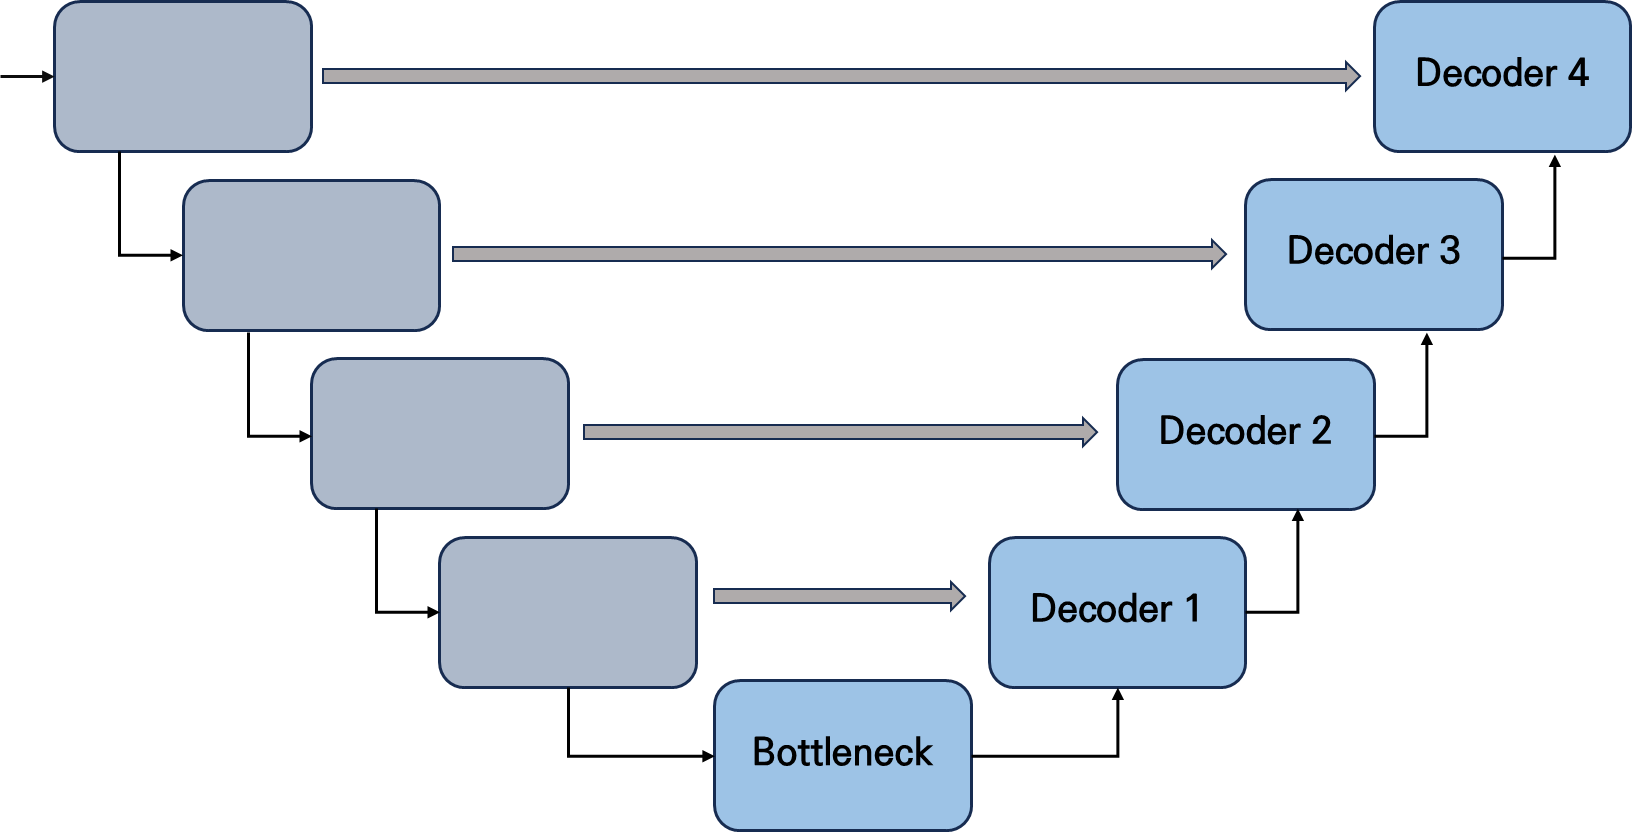 Decoder 4
Decoder 3
Decoder 2
Decoder 1
Bottleneck